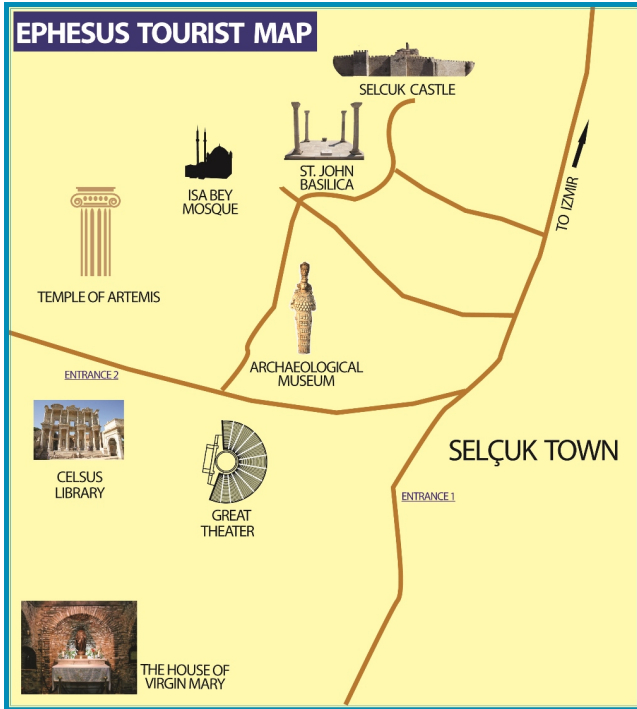 EPHESUS TOURIST MAP
SELCUK CASTLE
ST. JOHN
BASILICA
ISA BEY
MOSQUE
TO IZMIR
TEMPLE OF ARTEMIS
ARCHAEOLOGICAL
MUSEUM
ENTRANCE 2
SELÇUK TOWN
CELSUS
LIBRARY
ENTRANCE 1
GREAT
THEATER
THE HOUSE OF
VIRGIN MARY